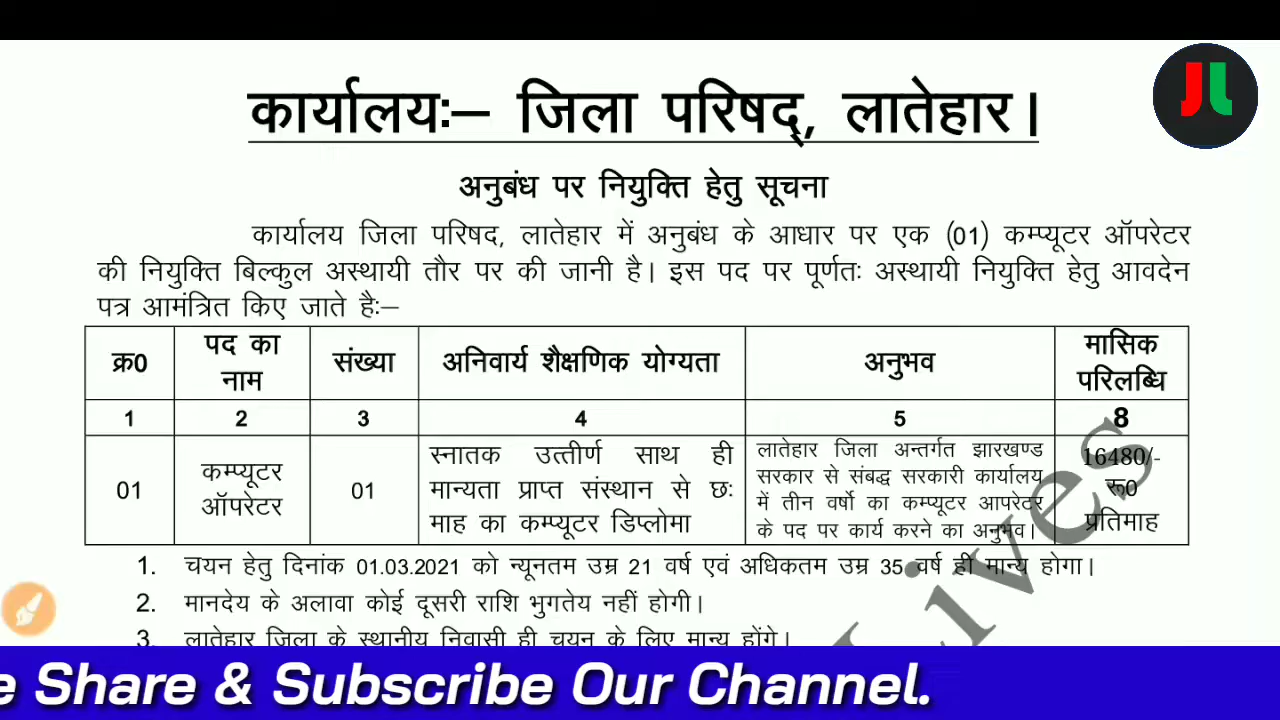 कार्यालयः– जिला परिषद्, लातेहार।
अनुबंध पर नियुक्ति हेतु सूचना
कार्यालय जिला परिषद, लातेहार में अनुबंध के आधार पर एक (01) कम्प्यूटर ऑपरेटर
की नियुक्ति बिल्कुल अस्थायी तौर पर की जानी है। इस पद पर पूर्णतः अस्थायी नियुक्ति हेतु आवदेन
पत्र आमंत्रित किए जाते हैः–
क्र0 पद का नाम संख्या अनिवार्य शैक्षणिक योग्यता अनुभव मासिक परिलब्धि
1 2 3 4 5 8
01
कम्प्यूटर
ऑपरेटर
01
स्नातक उत्तीर्ण साथ ही
मान्यता प्राप्त संस्थान से छः
माह का कम्प्यूटर डिप्लोमा
लातेहार जिला अन्तर्गत झारखण्ड
सरकार से संबद्ध सरकारी कार्यालय
में तीन वर्षो का कम्प्यूटर आपरेटर
के पद पर कार्य करने का अनुभव।
16480/-
रू0
प्रतिमाह
1. चयन हेतु दिनांक 01.03.2021 को न्यूनतम उम्र 21 वर्ष एवं अधिकतम उम्र 35 वर्ष ही मान्य होगा।
2. मानदेय के अलावा कोई दूसरी राशि भुगतेय नहीं होगी।
3. लातेहार जिला के स्थानीय निवासी ही चयन के लिए मान्य होंगे।
e Share & Subscribe Our Channel.
JL